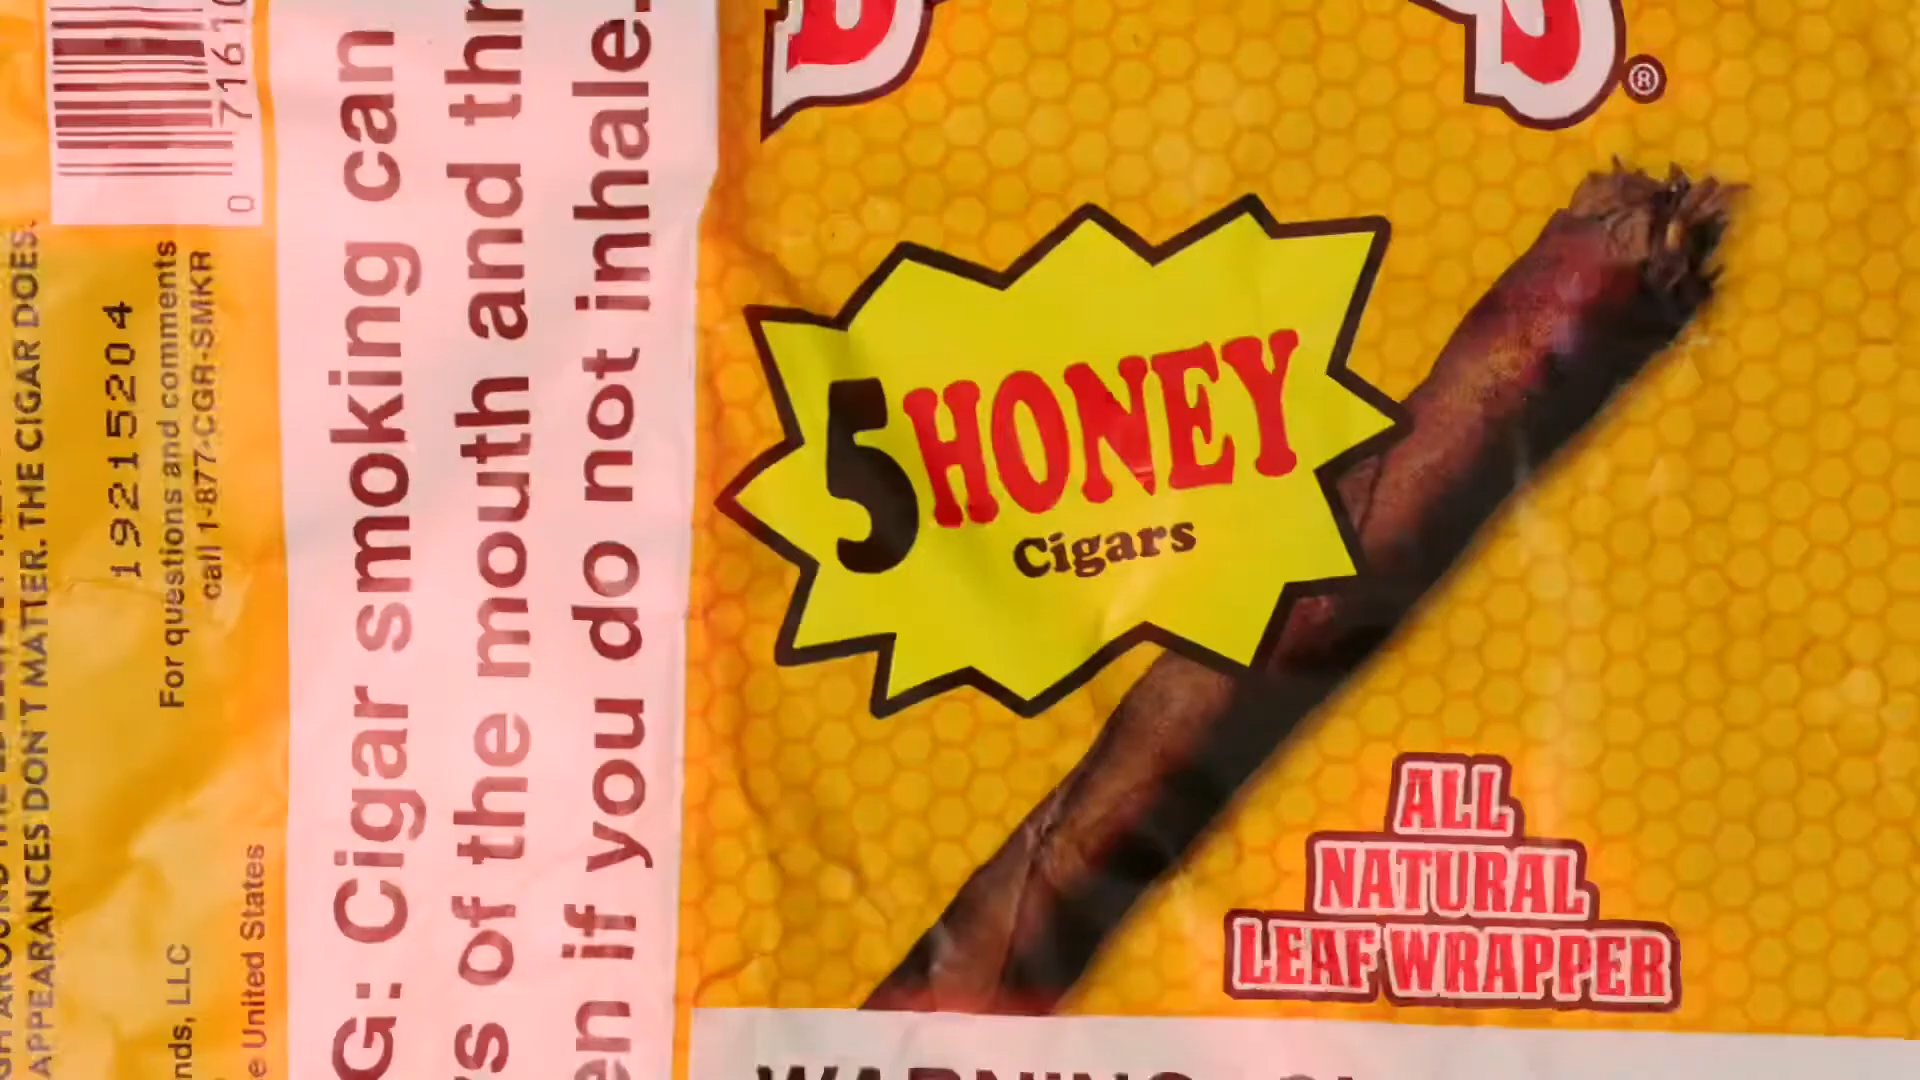 ®
5 HONEY
Cigars
ALL
NATURAL
LEAF WRAPPER
WARNING:
G: Cigar smoking can
s of the mouth and thr
en if you do not inhale.
0 71610
19215204
For questions and comments
call 1-877-CGR-SMKR
APPEARANCES DON'T MATTER. THE CIGAR DOES.
nds, LLC
e United States